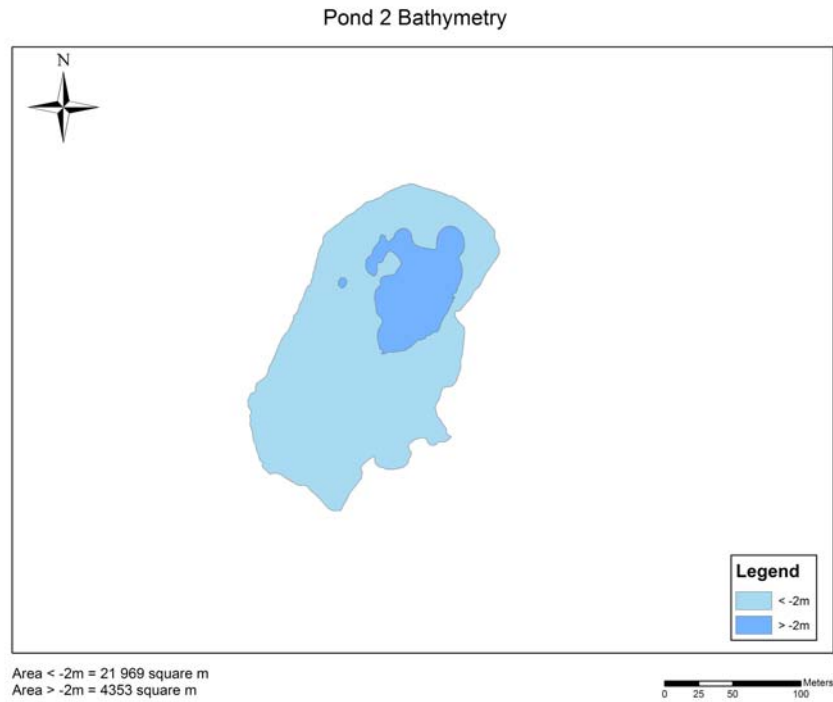 Pond 2 Bathymetry
N
Legend
< -2m
> -2m
Area < -2m = 21 969 square m
Area > -2m = 4353 square m
Meters
0 25 50 100